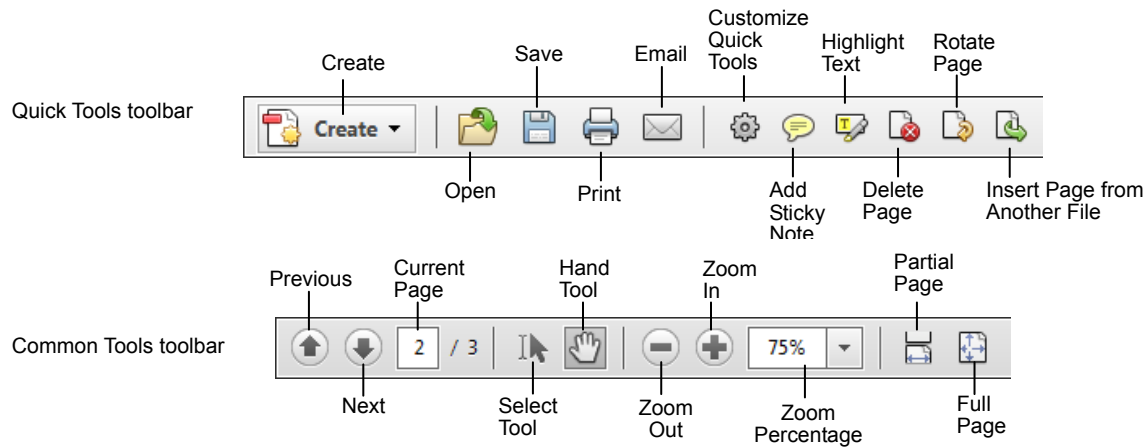 Customize
Quick
Tools
Highlight
Text
Rotate
Page
Create
Save
Email
Quick Tools toolbar
Create
T
Open
Print
Add
Sticky
Note
Delete
Page
Insert Page from
Another File
Previous
Current
Page
Hand
Tool
Zoom
In
Partial
Page
Common Tools toolbar
2 / 3
75%
Next
Select
Tool
Zoom
Out
Zoom
Percentage
Full
Page